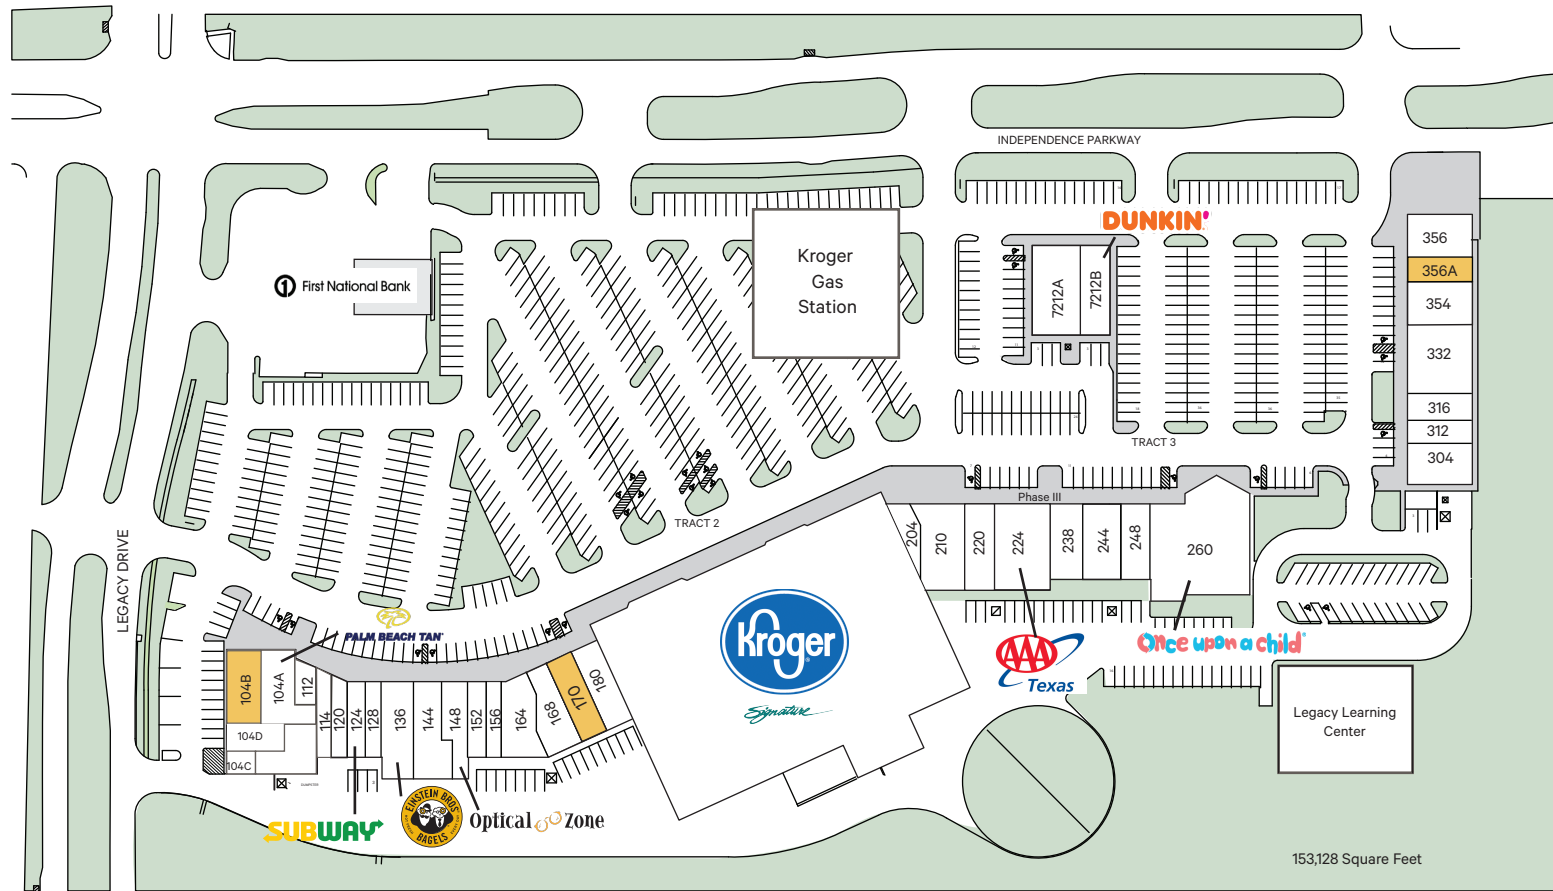 INDEPENDENCE PARKWAY
DUNKIN'
356
356A
354
332
316
312
304
Kroger
Gas
Station
7212A
7212B
1 First National Bank
TRACT 3
Phase III
TRACT 2
LEGACY DRIVE
204
210
220
224
238
244
248
260
PALM BEACH TAN
Kroger
Signature
AAA
Texas
Once upon a child
Legacy Learning
Center
104B
104A
112
104D
104C
114
120
124
128
136
144
148
152
156
164
168
170
180
DUMPSTER
SUBWAY
EINSTEIN BROS
BAGELS
Optical Zone
153,128 Square Feet